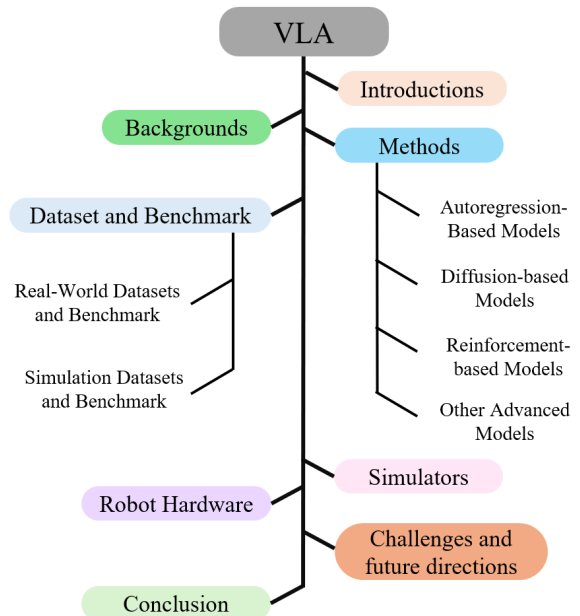 VLA
Introductions
Backgrounds
Methods
Dataset and Benchmark
Autoregression-
Based Models
Real-World Datasets
and Benchmark
Diffusion-based
Models
Simulation Datasets
and Benchmark
Reinforcement-
based Models
Other Advanced
Models
Simulators
Robot Hardware
Challenges and
future directions
Conclusion